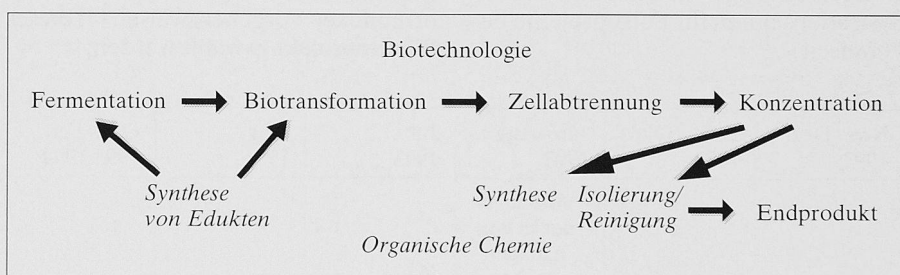 Biotechnologie
Fermentation Biotransformation Zellabtrennung Konzentration
Synthese
von Edukten
Synthese Isolierung/
Reinigung
Endprodukt
Organische Chemie